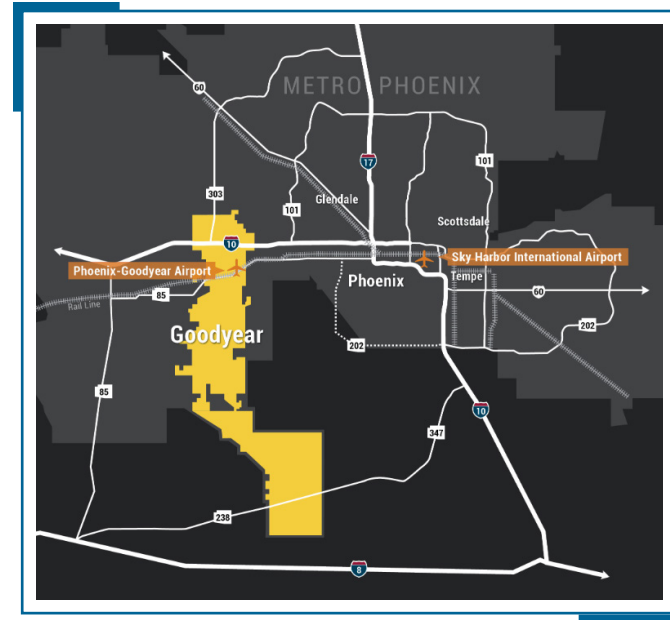 METRO PHOENIX
60
17
303
101
101
Glendale
Scottsdale
10
Sky Harbor International Airport
Phoenix-Goodyear Airport
Tempe
Phoenix
85
60
Rail Line
Goodyear
202
202
85
10
347
238
8